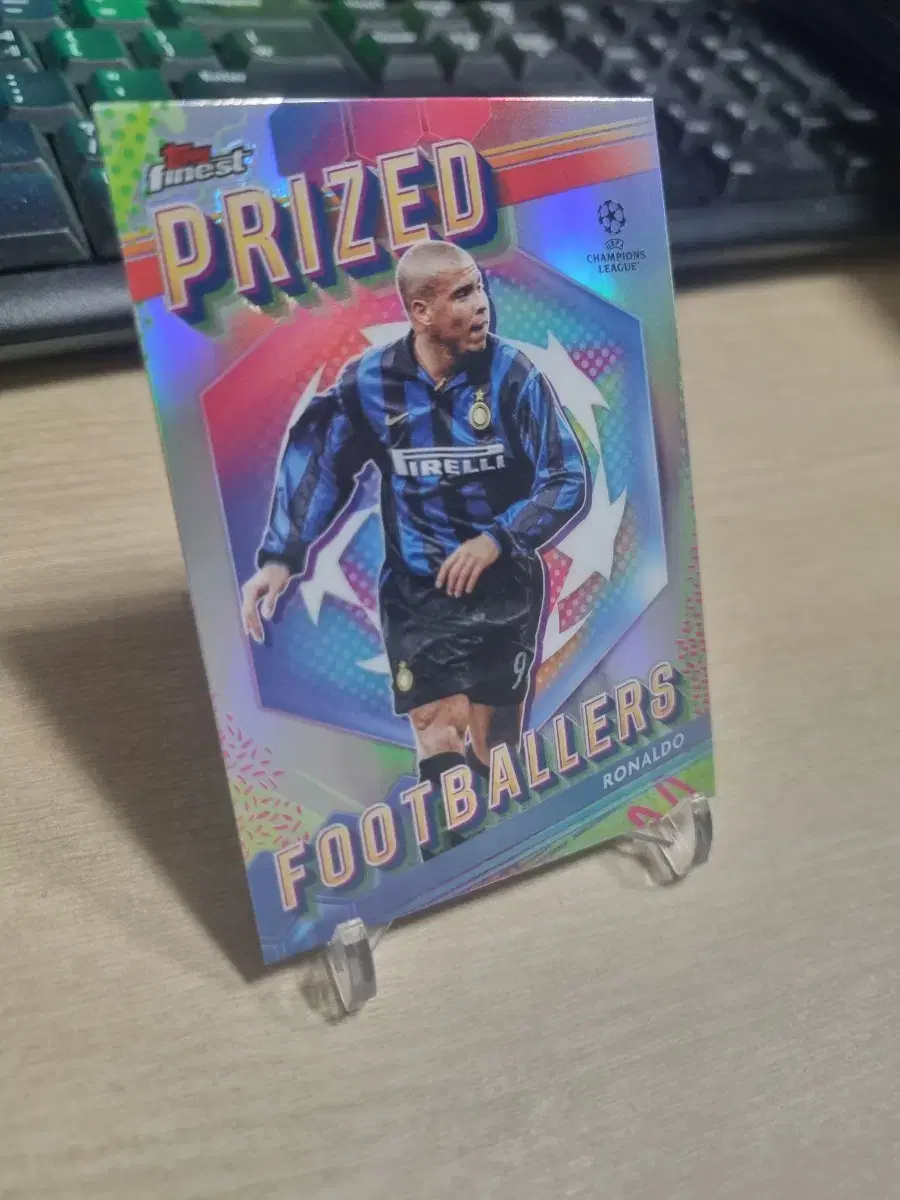 Topps
finest
PRIZED
UEFA
CHAMPIONS
LEAGUE
PIRELLI
9
FOOTBALLERS
RONALDO